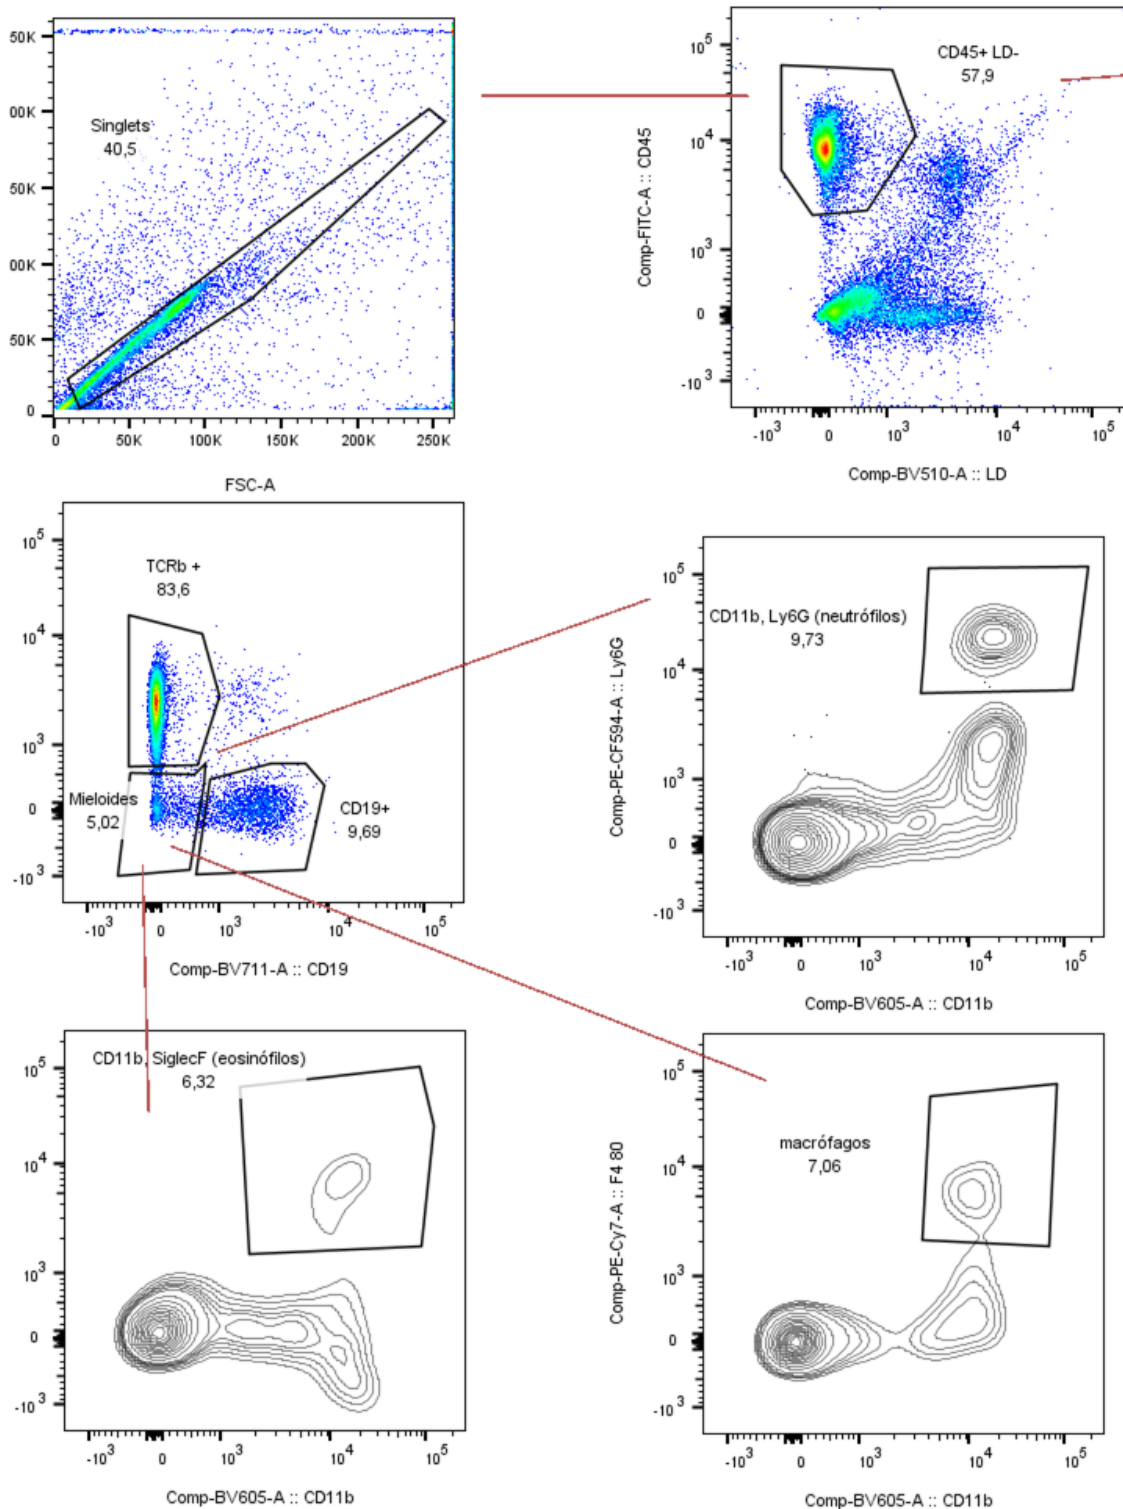 50K
00K
50K
00K
50K
0
Singlets
40,5
0 50K 100K 150K 200K 250K
FSC-A
Comp-FITC-A :: CD45
10^5
10^4
10^3
0
-10^3
CD45+ LD-
57,9
-10^3 0 10^3 10^4 10^5
Comp-BV510-A :: LD
10^5
10^4
10^3
0
-10^3
TCRb +
83,6
Mieloides
5,02
CD19+
9,69
-10^3 0 10^3 10^4 10^5
Comp-BV711-A :: CD19
Comp-PE-CF594-A :: Ly6G
10^5
10^4
10^3
0
-10^3
CD11b, Ly6G (neutrófilos)
9,73
-10^3 0 10^3 10^4 10^5
Comp-BV605-A :: CD11b
10^5
10^4
10^3
0
-10^3
CD11b, SiglecF (eosinófilos)
6,32
-10^3 0 10^3 10^4 10^5
Comp-BV605-A :: CD11b
Comp-PE-Cy7-A :: F4 80
10^5
10^4
10^3
0
-10^3
macrófagos
7,06
-10^3 0 10^3 10^4 10^5
Comp-BV605-A :: CD11b